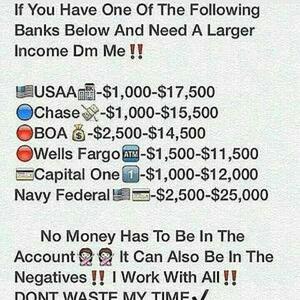 If You Have One Of The Following
Banks Below And Need A Larger
Income Dm Me‼️
🇺🇸USAA🏧-$1,000-$17,500
🔵Chase💸-$1,000-$15,500
🔴BOA💰-$2,500-$14,500
🔴Wells Fargo🏧-$1,500-$11,500
💳Capital One1️⃣-$1,000-$12,000
Navy Federal🇺🇸💳-$2,500-$25,000
No Money Has To Be In The
Account🙅🙅 It Can Also Be In The
Negatives‼️ I Work With All‼️
DONT WASTE MY TIME✔️